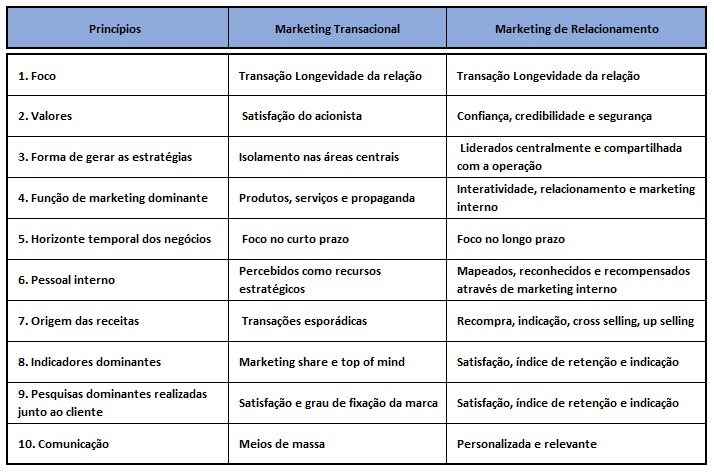 Princípios Marketing Transacional Marketing de Relacionamento
1. Foco Transação Longevidade da relação Transação Longevidade da relação
2. Valores Satisfação do acionista Confiança, credibilidade e segurança
3. Forma de gerar as estratégias Isolamento nas áreas centrais Liderados centralmente e compartilhada
com a operação
4. Função de marketing dominante Produtos, serviços e propaganda Interatividade, relacionamento e marketing
interno
5. Horizonte temporal dos negócios Foco no curto prazo Foco no longo prazo
6. Pessoal interno Percebidos como recursos
estratégicos Mapeados, reconhecidos e recompensados
através de marketing interno
7. Origem das receitas Transações esporádicas Recompra, indicação, cross selling, up selling
8. Indicadores dominantes Marketing share e top of mind Satisfação, índice de retenção e indicação
9. Pesquisas dominantes realizadas
junto ao cliente Satisfação e grau de fixação da marca Satisfação, índice de retenção e indicação
10. Comunicação Meios de massa Personalizada e relevante